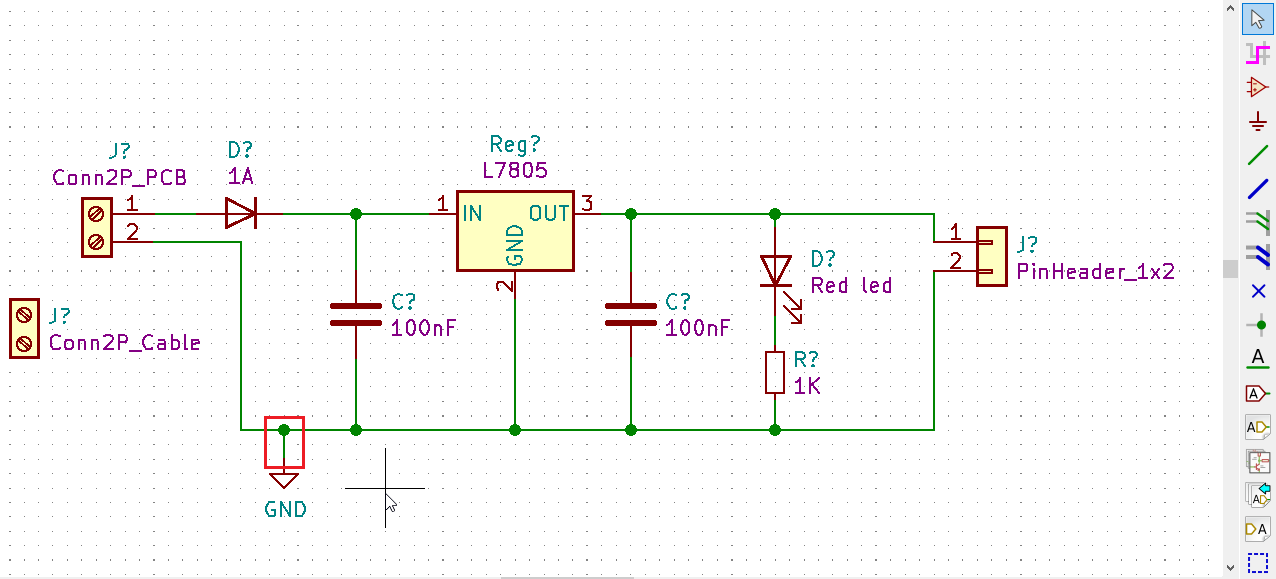 J?
Conn2P_PCB
1
2
D?
1A
Reg?
L7805
1
IN
OUT
3
GND
2
C?
100nF
C?
100nF
D?
Red led
R?
1K
1
2
J?
PinHeader_1x2
J?
Conn2P_Cable
GND
A
A
A
A
A